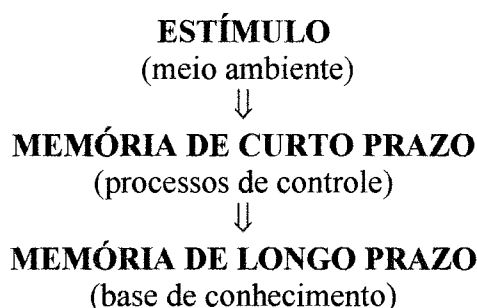 ESTÍMULO
(meio ambiente)
⇓
MEMÓRIA DE CURTO PRAZO
(processos de controle)
⇓
MEMÓRIA DE LONGO PRAZO
(base de conhecimento)